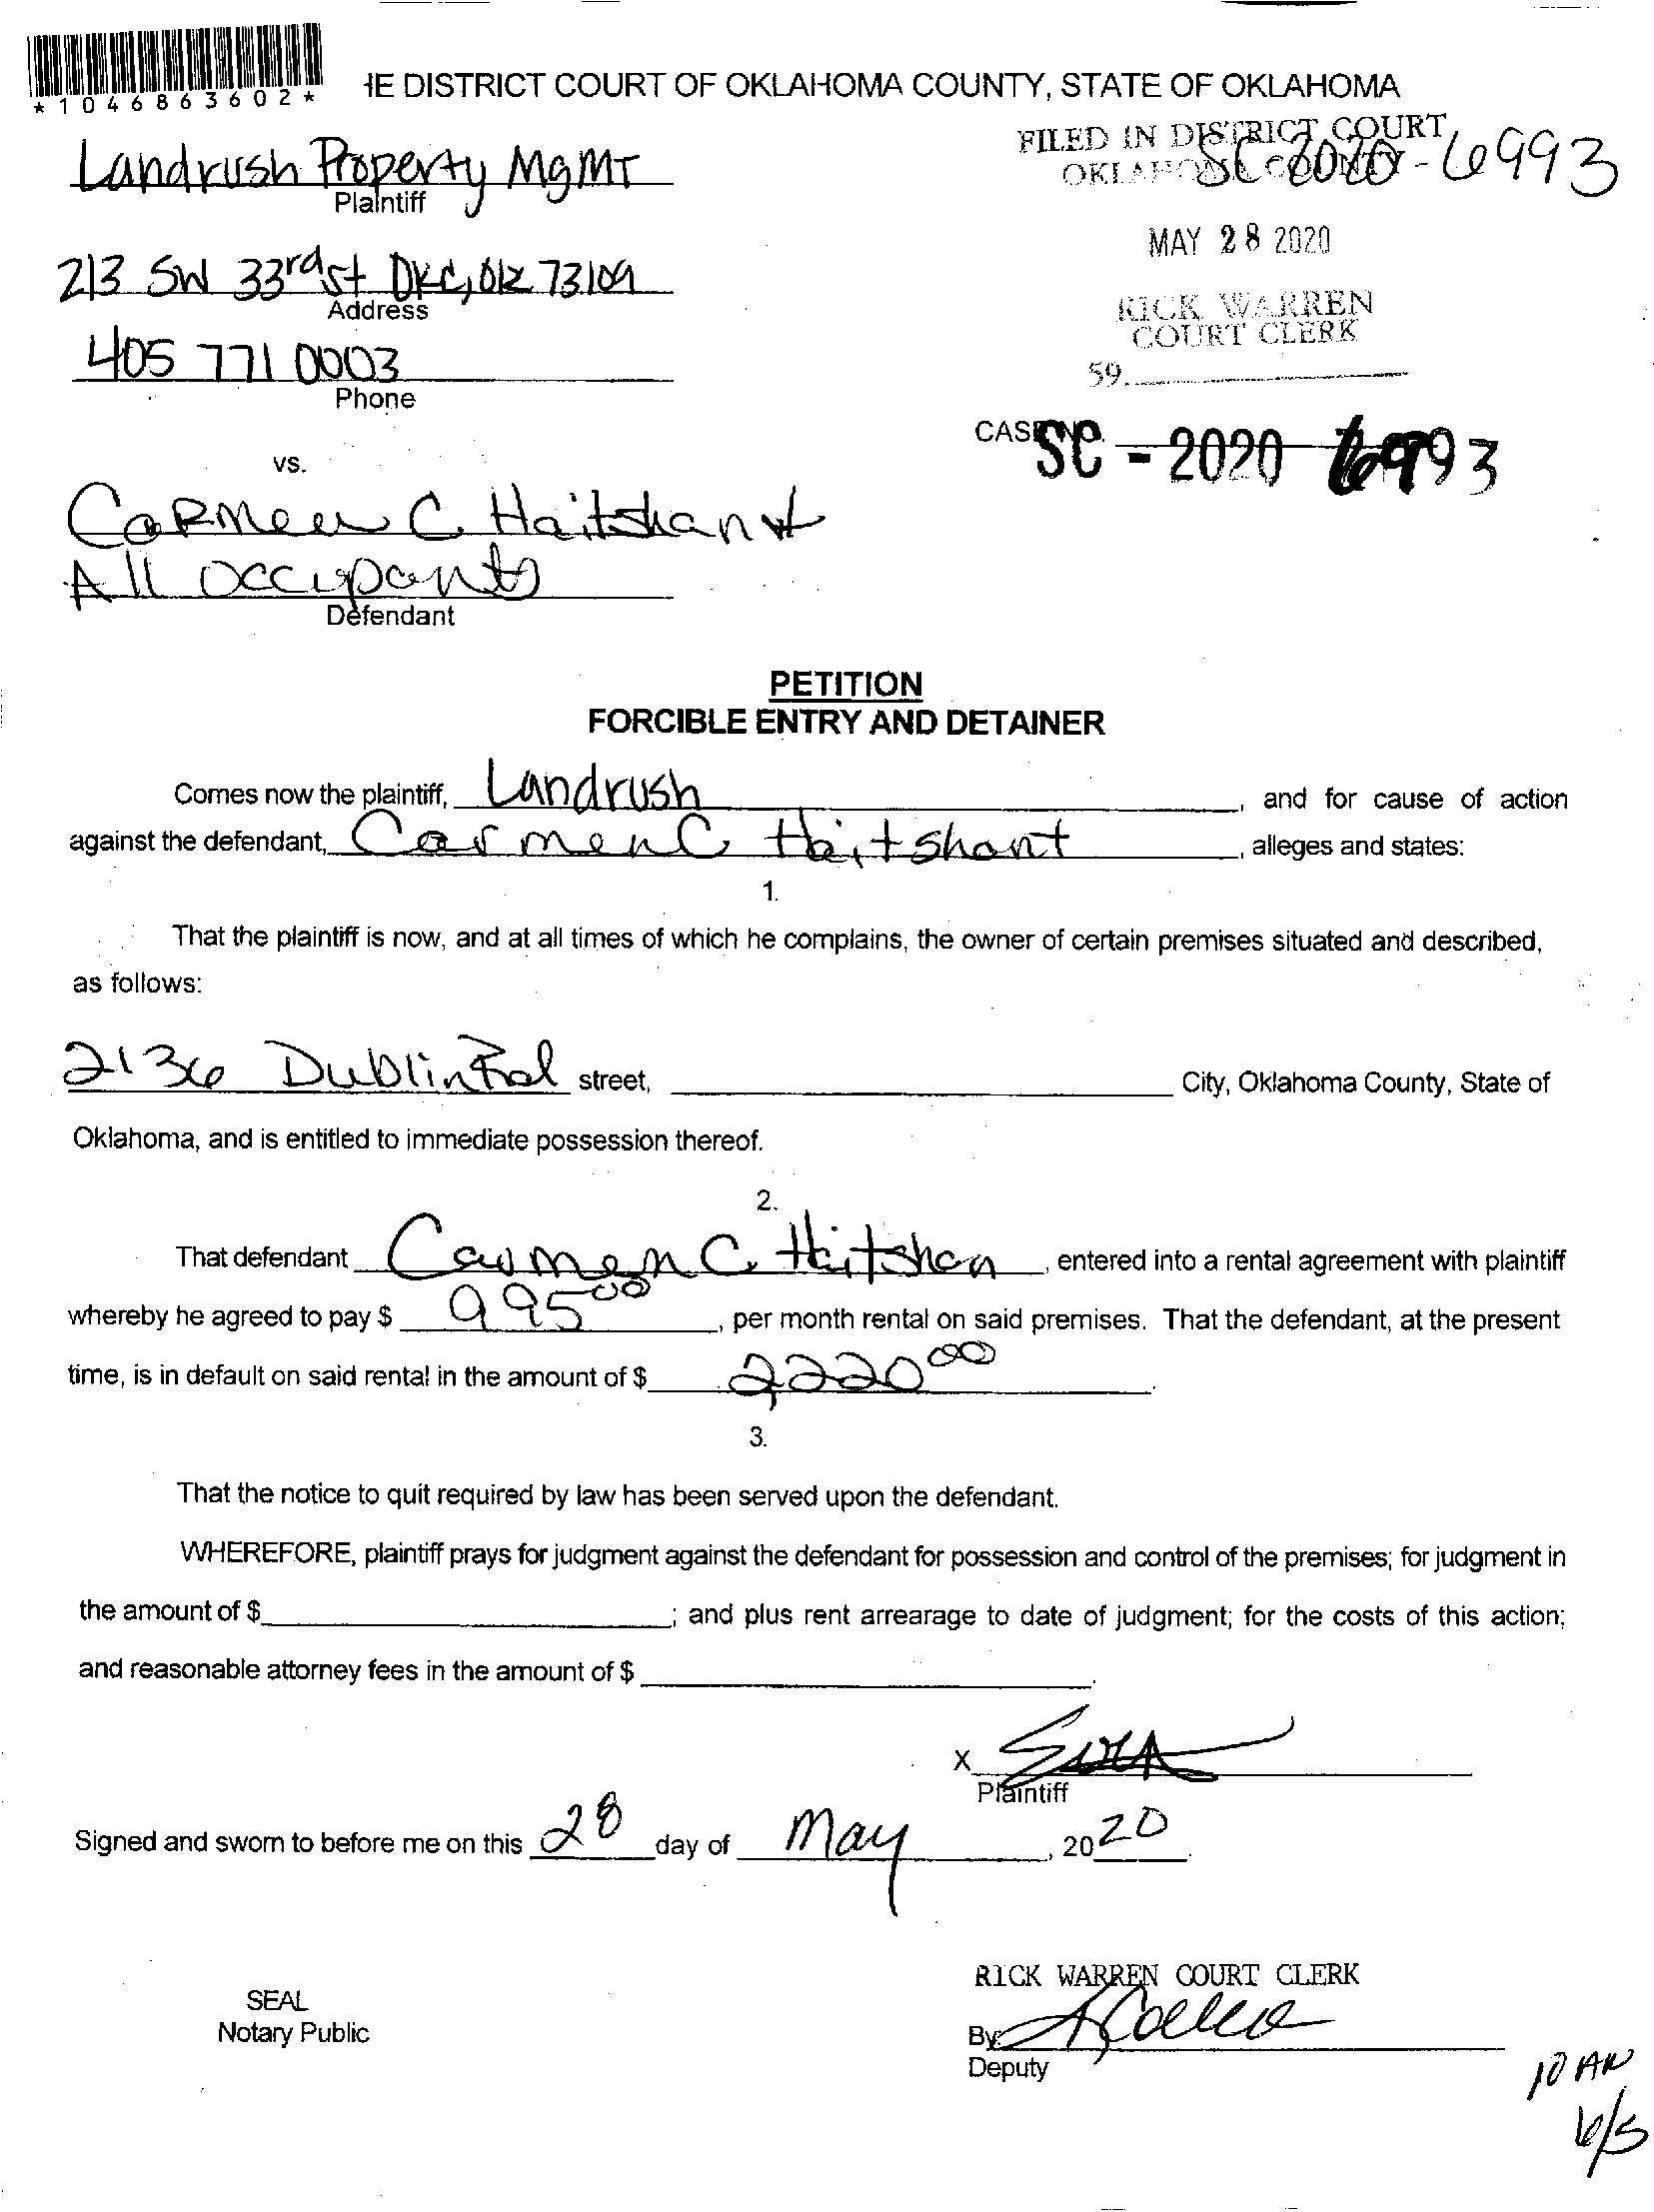 *1046863602*
HE DISTRICT COURT OF OKLAHOMA COUNTY, STATE OF OKLAHOMA
Landrush Property MgMT
Plaintiff
FILED IN DISTRICT COURT
OKLAHOMA COUNTY
SC 2020-6993
213 SW 33rd st OKC, OK 73109
Address
MAY 28 2020
RICK WARREN
COURT CLERK
405 771 0003
Phone
59
CASE NO.
SC - 2020 6993
vs.
Carmen C Haitshant
All occupants
Defendant
PETITION
FORCIBLE ENTRY AND DETAINER
Comes now the plaintiff, Landrush, and for cause of action
against the defendant, Carmen C Haitshant, alleges and states:
1.
That the plaintiff is now, and at all times of which he complains, the owner of certain premises situated and described,
as follows:
2136 Dublin Rd street, City, Oklahoma County, State of
Oklahoma, and is entitled to immediate possession thereof.
2.
That defendant Carmen C. Haitshan, entered into a rental agreement with plaintiff
whereby he agreed to pay $ 995 00, per month rental on said premises. That the defendant, at the present
time, is in default on said rental in the amount of $ 2,220 00.
3.
That the notice to quit required by law has been served upon the defendant.
WHEREFORE, plaintiff prays for judgment against the defendant for possession and control of the premises; for judgment in
the amount of $ ; and plus rent arrearage to date of judgment; for the costs of this action;
and reasonable attorney fees in the amount of $ .
X
Plaintiff
Signed and sworn to before me on this 28 day of May, 2020.
RICK WARREN COURT CLERK
SEAL
Notary Public
By:
Deputy
10 AM
6/5